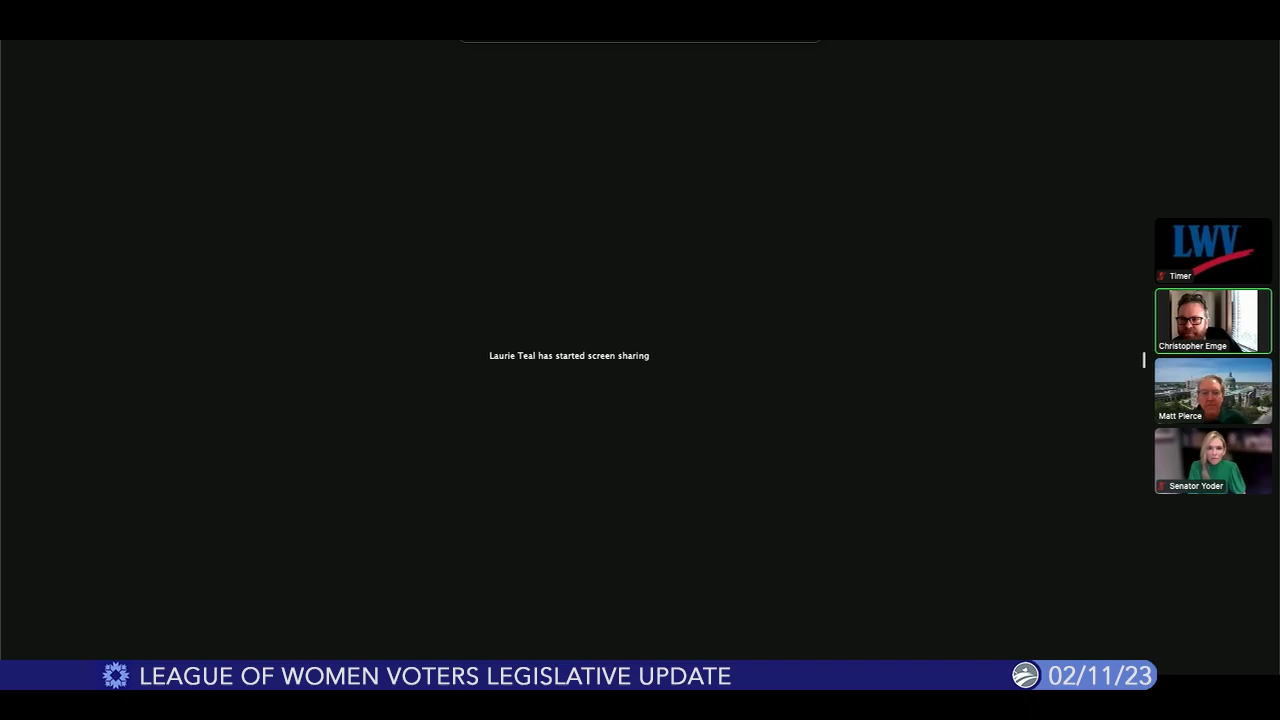 LWV
Timer
Christopher Emge
Laurie Teal has started screen sharing
Matt Pierce
Senator Yoder
LEAGUE OF WOMEN VOTERS LEGISLATIVE UPDATE
02/11/23